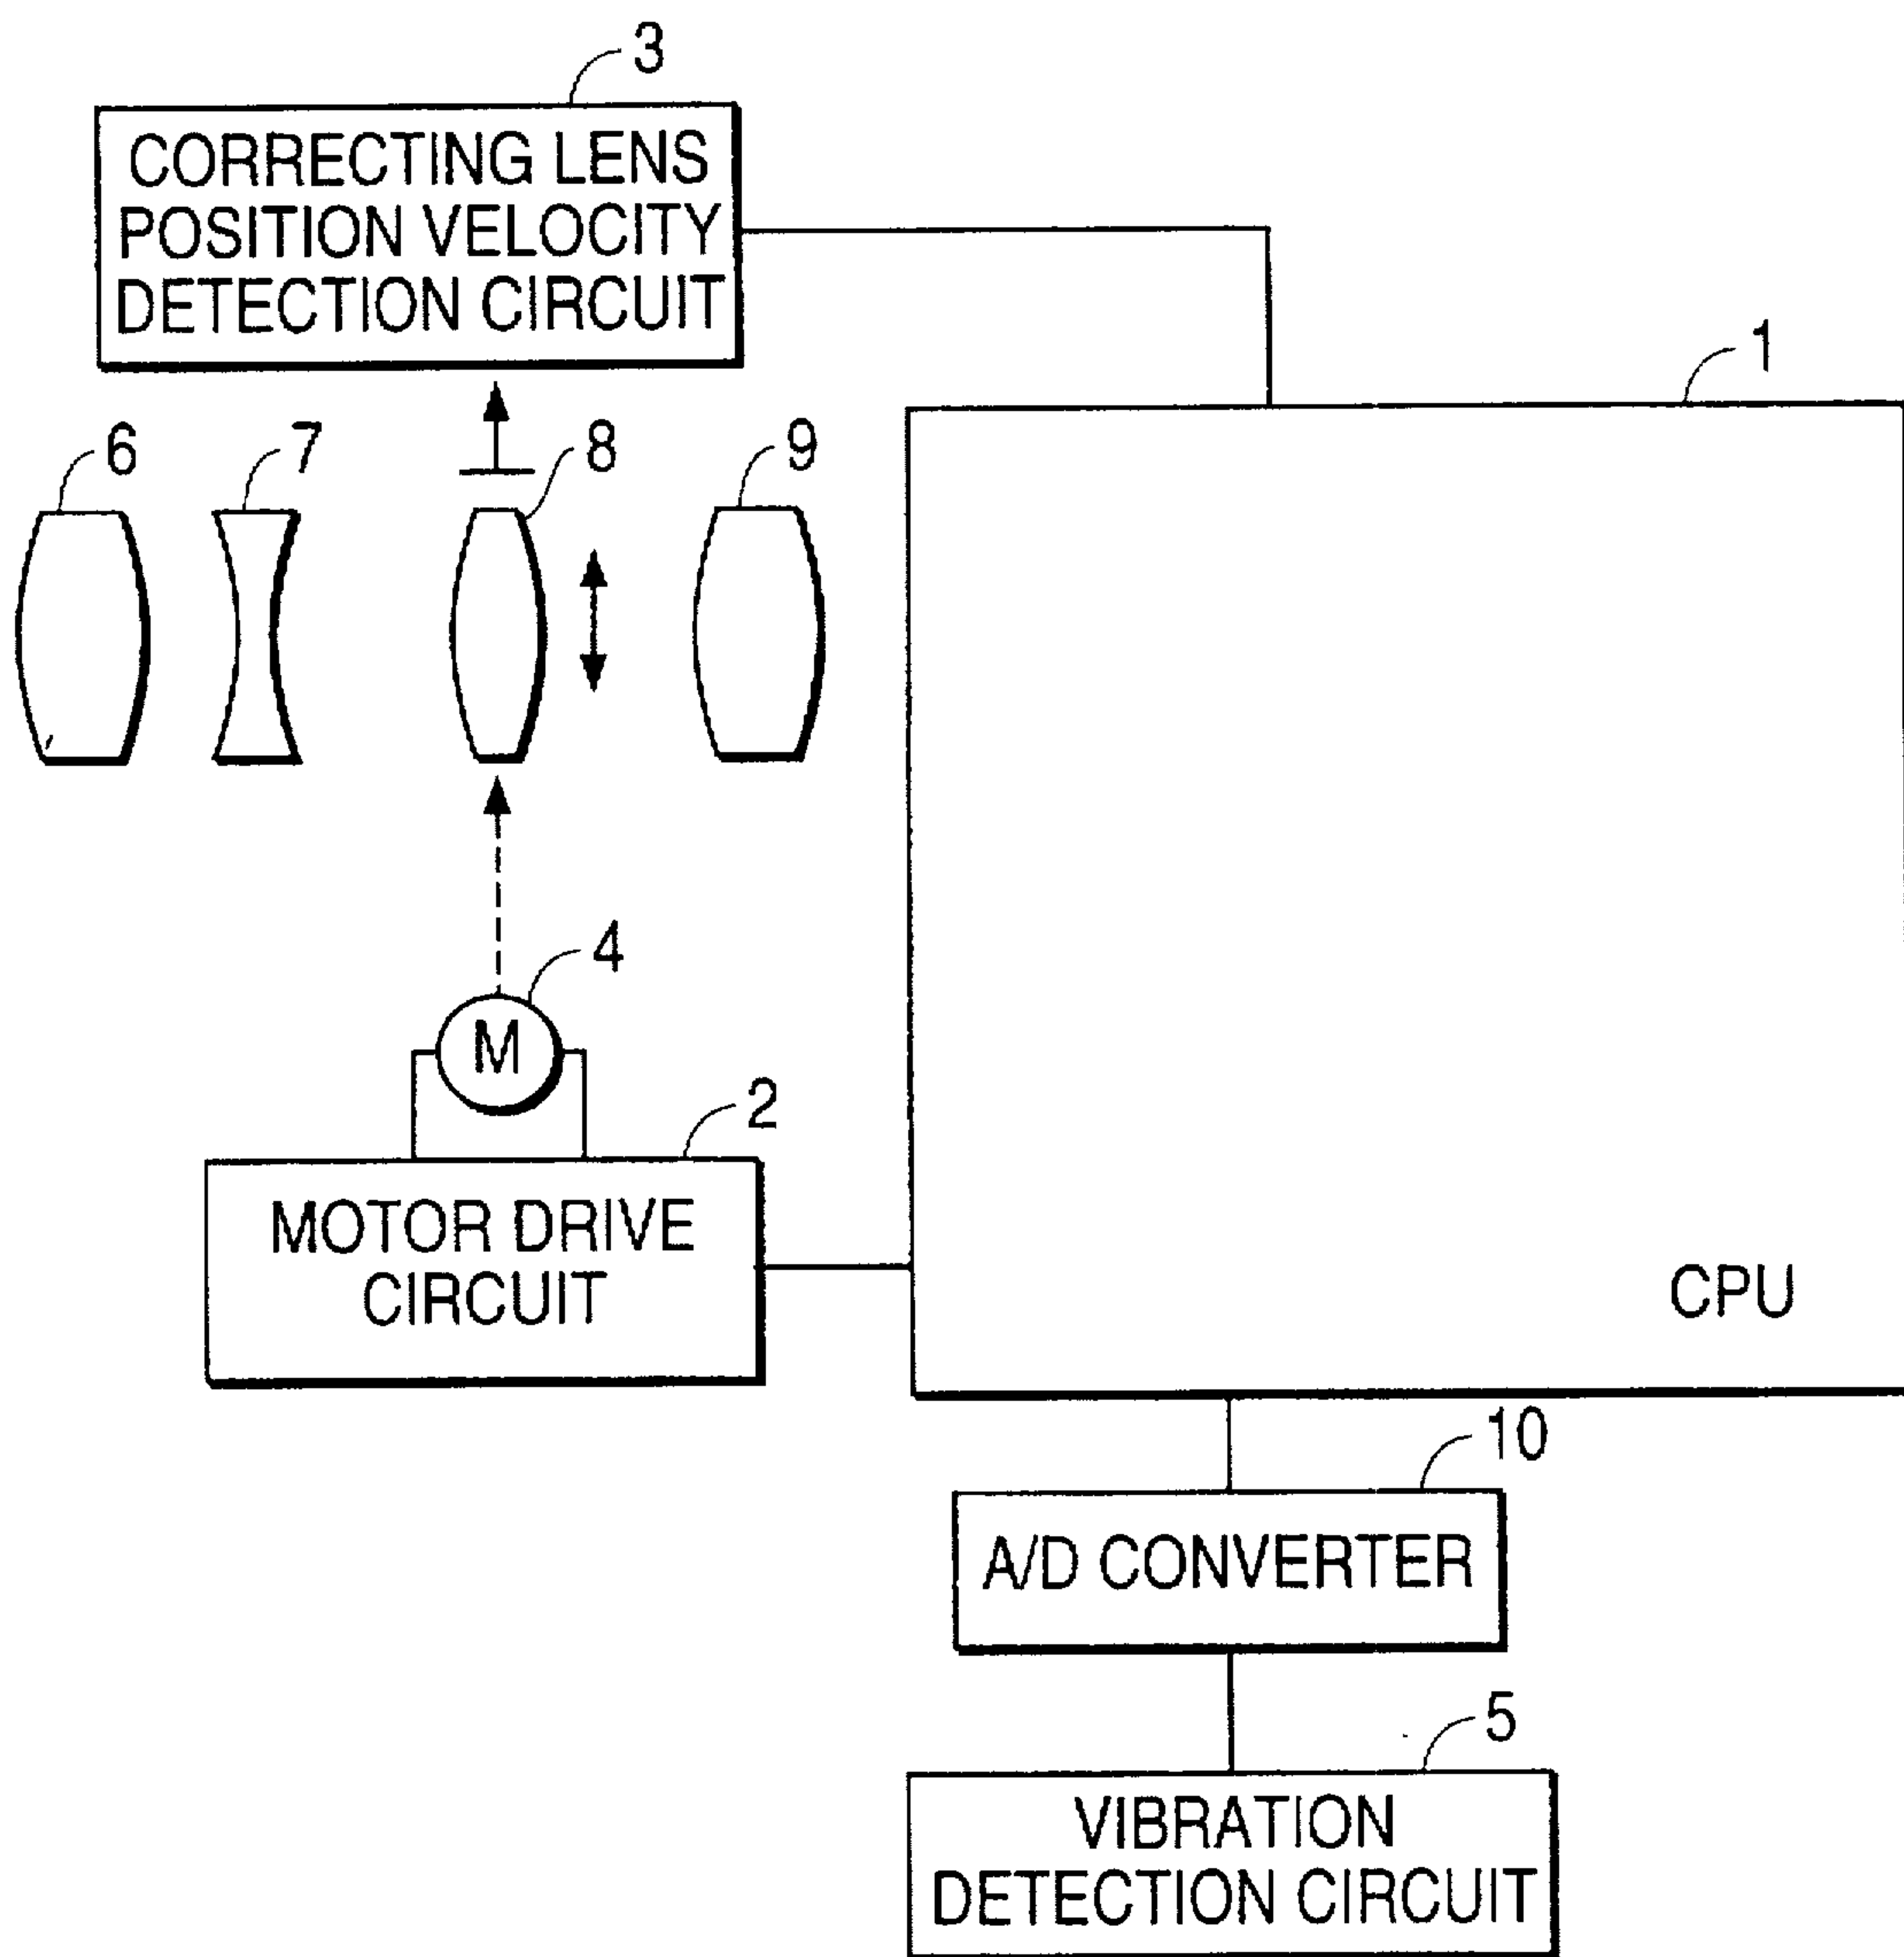 3
CORRECTING LENS
POSITION VELOCITY
DETECTION CIRCUIT
1
6
7
8
9
4
M
2
MOTOR DRIVE
CIRCUIT
CPU
10
A/D CONVERTER
5
VIBRATION
DETECTION CIRCUIT